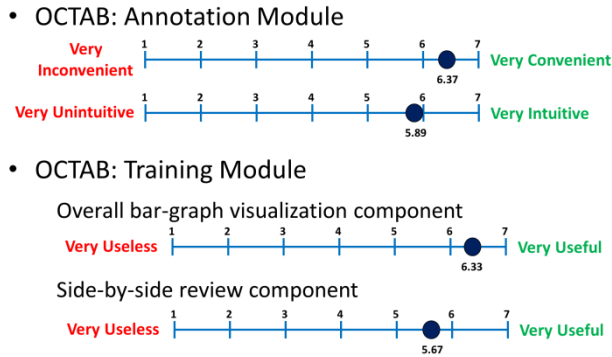 • OCTAB: Annotation Module
1 2 3 4 5 6 7
Very Inconvenient
Very Convenient
6.37
1 2 3 4 5 6 7
Very Unintuitive
Very Intuitive
5.89
• OCTAB: Training Module
Overall bar-graph visualization component
1 2 3 4 5 6 7
Very Useless
Very Useful
6.33
Side-by-side review component
1 2 3 4 5 6 7
Very Useless
Very Useful
5.67